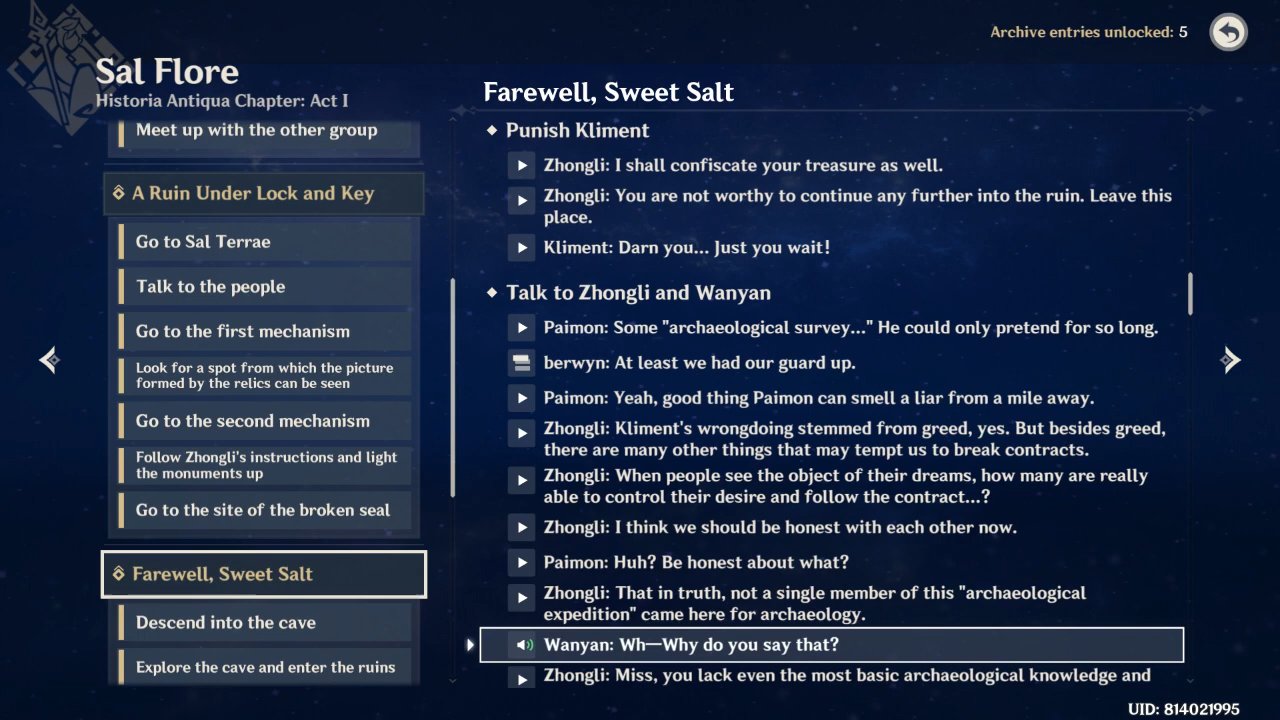 Archive entries unlocked: 5
Sal Flore
Historia Antiqua Chapter: Act I
Meet up with the other group
A Ruin Under Lock and Key
Go to Sal Terrae
Talk to the people
Go to the first mechanism
Look for a spot from which the picture
formed by the relics can be seen
Go to the second mechanism
Follow Zhongli's instructions and light
the monuments up
Go to the site of the broken seal
Farewell, Sweet Salt
Descend into the cave
Explore the cave and enter the ruins
Farewell, Sweet Salt
Punish Kliment
Zhongli: I shall confiscate your treasure as well.
Zhongli: You are not worthy to continue any further into the ruin. Leave this
place.
Kliment: Darn you... Just you wait!
Talk to Zhongli and Wanyan
Paimon: Some "archaeological survey..." He could only pretend for so long.
berwyn: At least we had our guard up.
Paimon: Yeah, good thing Paimon can smell a liar from a mile away.
Zhongli: Kliment's wrongdoing stemmed from greed, yes. But besides greed,
there are many other things that may tempt us to break contracts.
Zhongli: When people see the object of their dreams, how many are really
able to control their desire and follow the contract...?
Zhongli: I think we should be honest with each other now.
Paimon: Huh? Be honest about what?
Zhongli: That in truth, not a single member of this "archaeological
expedition" came here for archaeology.
Wanyan: Wh—Why do you say that?
Zhongli: Miss, you lack even the most basic archaeological knowledge and
UID: 814021995